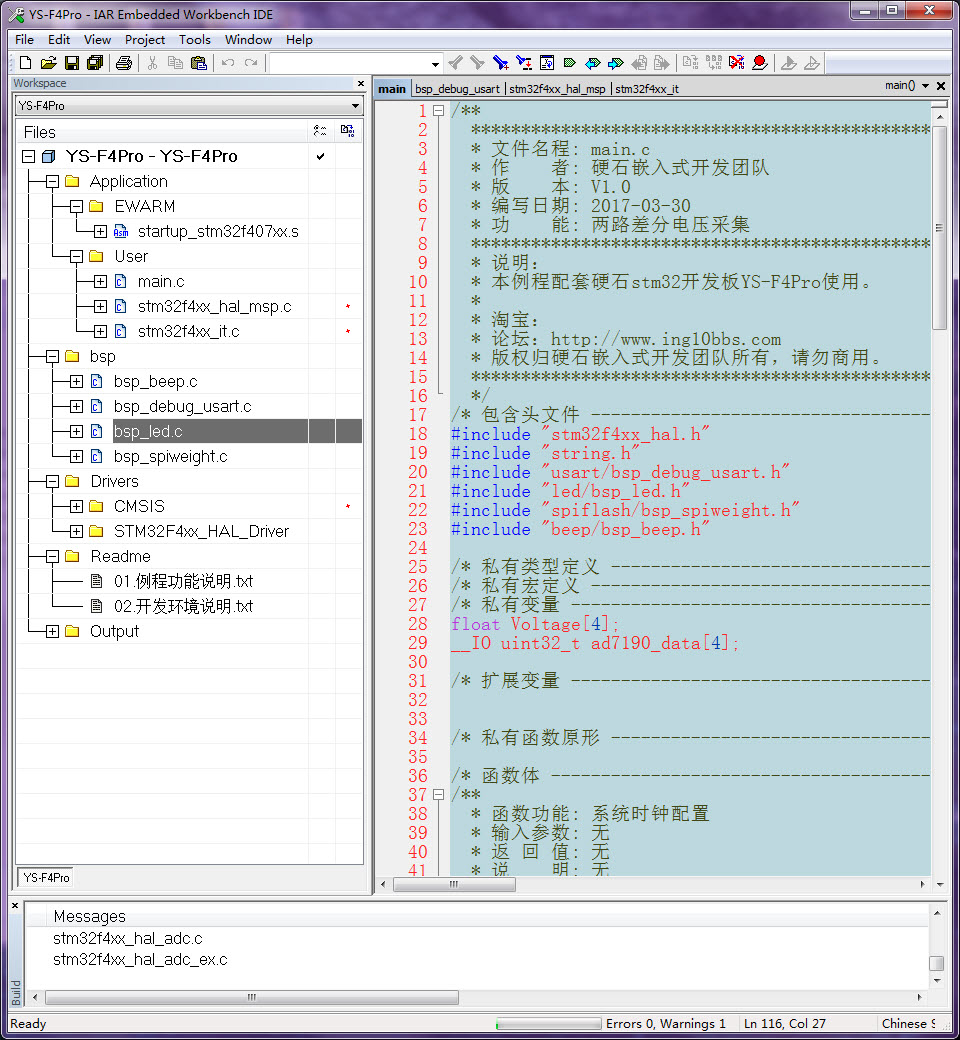 YS-F4Pro - IAR Embedded Workbench IDE
File Edit View Project Tools Window Help
Workspace
YS-F4Pro
Files
YS-F4Pro - YS-F4Pro
Application
EWARM
startup_stm32f407xx.s
User
main.c
stm32f4xx_hal_msp.c
stm32f4xx_it.c
bsp
bsp_beep.c
bsp_debug_usart.c
bsp_led.c
bsp_spiweight.c
Drivers
CMSIS
STM32F4xx_HAL_Driver
Readme
01.例程功能说明.txt
02.开发环境说明.txt
Output
YS-F4Pro
main bsp_debug_usart stm32f4xx_hal_msp stm32f4xx_it main()
1 /**
2 **********************************************
3 * 文件名程: main.c
4 * 作 者: 硬石嵌入式开发团队
5 * 版 本: V1.0
6 * 编写日期: 2017-03-30
7 * 功 能: 两路差分电压采集
8 **********************************************
9 * 说明:
10 * 本例程配套硬石stm32开发板YS-F4Pro使用。
11 *
12 * 淘宝:
13 * 论坛: http://www.ing10bbs.com
14 * 版权归硬石嵌入式开发团队所有，请勿商用。
15 **********************************************
16 */
17 /* 包含头文件 ----------------------------------
18 #include "stm32f4xx_hal.h"
19 #include "string.h"
20 #include "usart/bsp_debug_usart.h"
21 #include "led/bsp_led.h"
22 #include "spiflash/bsp_spiweight.h"
23 #include "beep/bsp_beep.h"
24
25 /* 私有类型定义 --------------------------------
26 /* 私有宏定义 ----------------------------------
27 /* 私有变量 ------------------------------------
28 float Voltage[4];
29 __IO uint32_t ad7190_data[4];
30
31 /* 扩展变量 ------------------------------------
32
33
34 /* 私有函数原形 --------------------------------
35
36 /* 函数体 --------------------------------------
37 /**
38 * 函数功能: 系统时钟配置
39 * 输入参数: 无
40 * 返 回 值: 无
41 * 说 明: 无
Build
Messages
stm32f4xx_hal_adc.c
stm32f4xx_hal_adc_ex.c
Ready Errors 0, Warnings 1 Ln 116, Col 27 Chinese